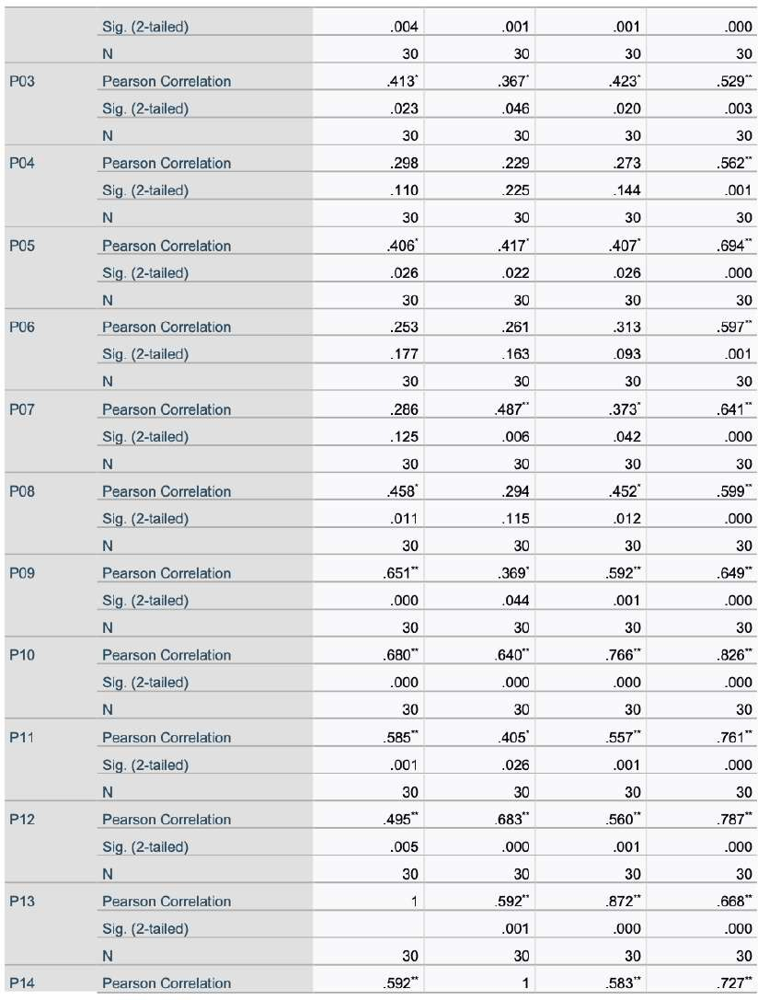 Sig. (2-tailed) .004 .001 .001 .000
N 30 30 30 30
P03 Pearson Correlation .413* .367* .423* .529**
Sig. (2-tailed) .023 .046 .020 .003
N 30 30 30 30
P04 Pearson Correlation .298 .229 .273 .562**
Sig. (2-tailed) .110 .225 .144 .001
N 30 30 30 30
P05 Pearson Correlation .406* .417* .407* .694**
Sig. (2-tailed) .026 .022 .026 .000
N 30 30 30 30
P06 Pearson Correlation .253 .261 .313 .597**
Sig. (2-tailed) .177 .163 .093 .001
N 30 30 30 30
P07 Pearson Correlation .286 .487** .373* .641**
Sig. (2-tailed) .125 .006 .042 .000
N 30 30 30 30
P08 Pearson Correlation .458* .294 .452* .599**
Sig. (2-tailed) .011 .115 .012 .000
N 30 30 30 30
P09 Pearson Correlation .651** .369* .592** .649**
Sig. (2-tailed) .000 .044 .001 .000
N 30 30 30 30
P10 Pearson Correlation .680** .640** .766** .826**
Sig. (2-tailed) .000 .000 .000 .000
N 30 30 30 30
P11 Pearson Correlation .585** .405* .557** .761**
Sig. (2-tailed) .001 .026 .001 .000
N 30 30 30 30
P12 Pearson Correlation .495** .683** .560** .787**
Sig. (2-tailed) .005 .000 .001 .000
N 30 30 30 30
P13 Pearson Correlation 1 .592** .872** .668**
Sig. (2-tailed) .001 .000 .000
N 30 30 30 30
P14 Pearson Correlation .592** 1 .583** .727**